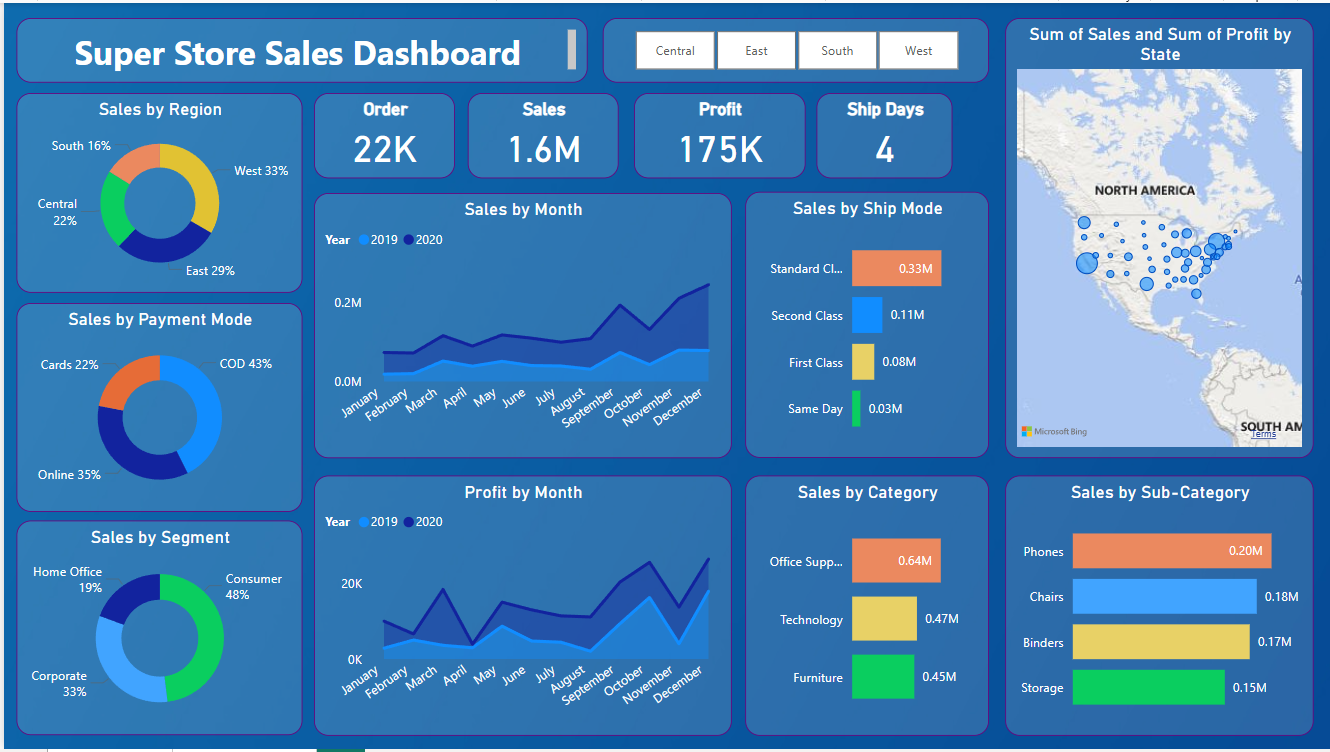 Super Store Sales Dashboard
Central East South West
Sum of Sales and Sum of Profit by
State
NORTH AMERICA
SOUTH AM
Microsoft Bing
Terms
Sales by Region
South 16%
West 33%
Central
22%
East 29%
Order
22K
Sales
1.6M
Profit
175K
Ship Days
4
Sales by Month
Year 2019 2020
0.2M
0.0M
January
February
March
April
May
June
July
August
September
October
November
December
Sales by Ship Mode
Standard Cl... 0.33M
Second Class 0.11M
First Class 0.08M
Same Day 0.03M
Sales by Payment Mode
Cards 22%
COD 43%
Online 35%
Sales by Segment
Home Office
19%
Consumer
48%
Corporate
33%
Profit by Month
Year 2019 2020
20K
0K
January
February
March
April
May
June
July
August
September
October
November
December
Sales by Category
Office Supp... 0.64M
Technology 0.47M
Furniture 0.45M
Sales by Sub-Category
Phones 0.20M
Chairs 0.18M
Binders 0.17M
Storage 0.15M